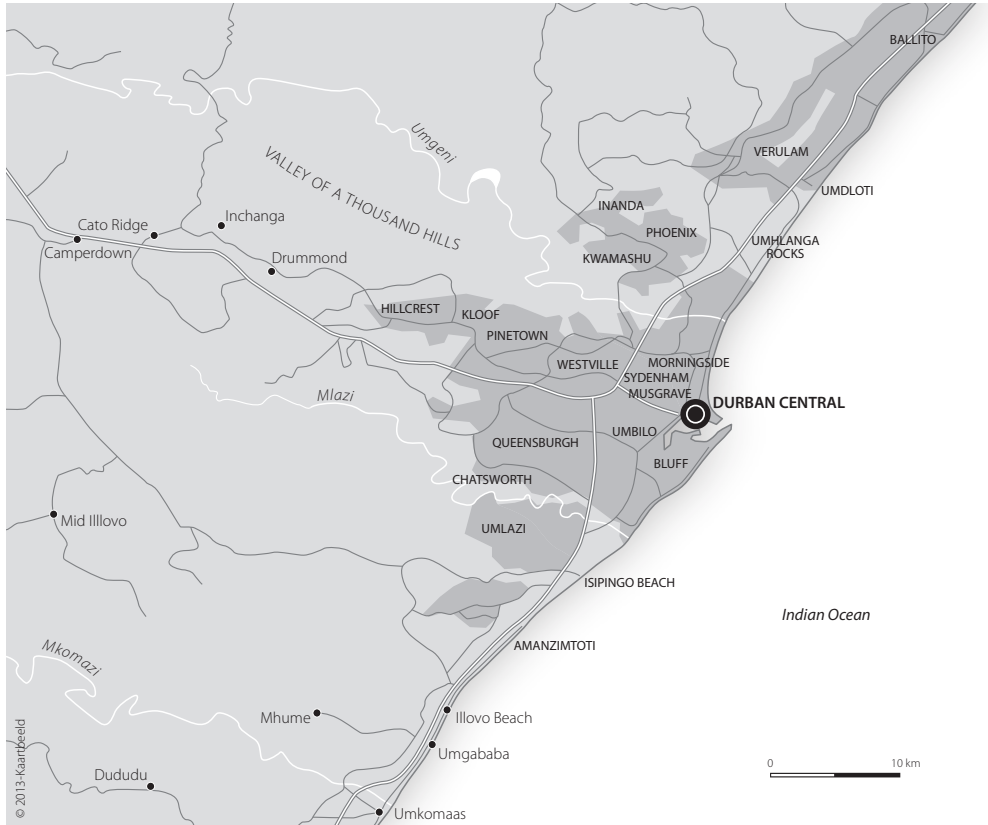 BALLITO
Umgeni
VERULAM
VALLEY OF A THOUSAND HILLS
UMDLOTI
INANDA
Inchanga
Cato Ridge
PHOENIX
UMHLANGA
ROCKS
Camperdown
Drummond
KWAMASHU
HILLCREST
KLOOF
PINETOWN
WESTVILLE
MORNINGSIDE
SYDENHAM
MUSGRAVE
Mlazi
DURBAN CENTRAL
UMBILO
QUEENSBURGH
BLUFF
CHATSWORTH
Mid Illlovo
UMLAZI
ISIPINGO BEACH
Indian Ocean
AMANZIMTOTI
Mkomazi
Mhume
Illovo Beach
Umgababa
0 10 km
Dududu
Umkomaas
© 2013-Kaartbeeld